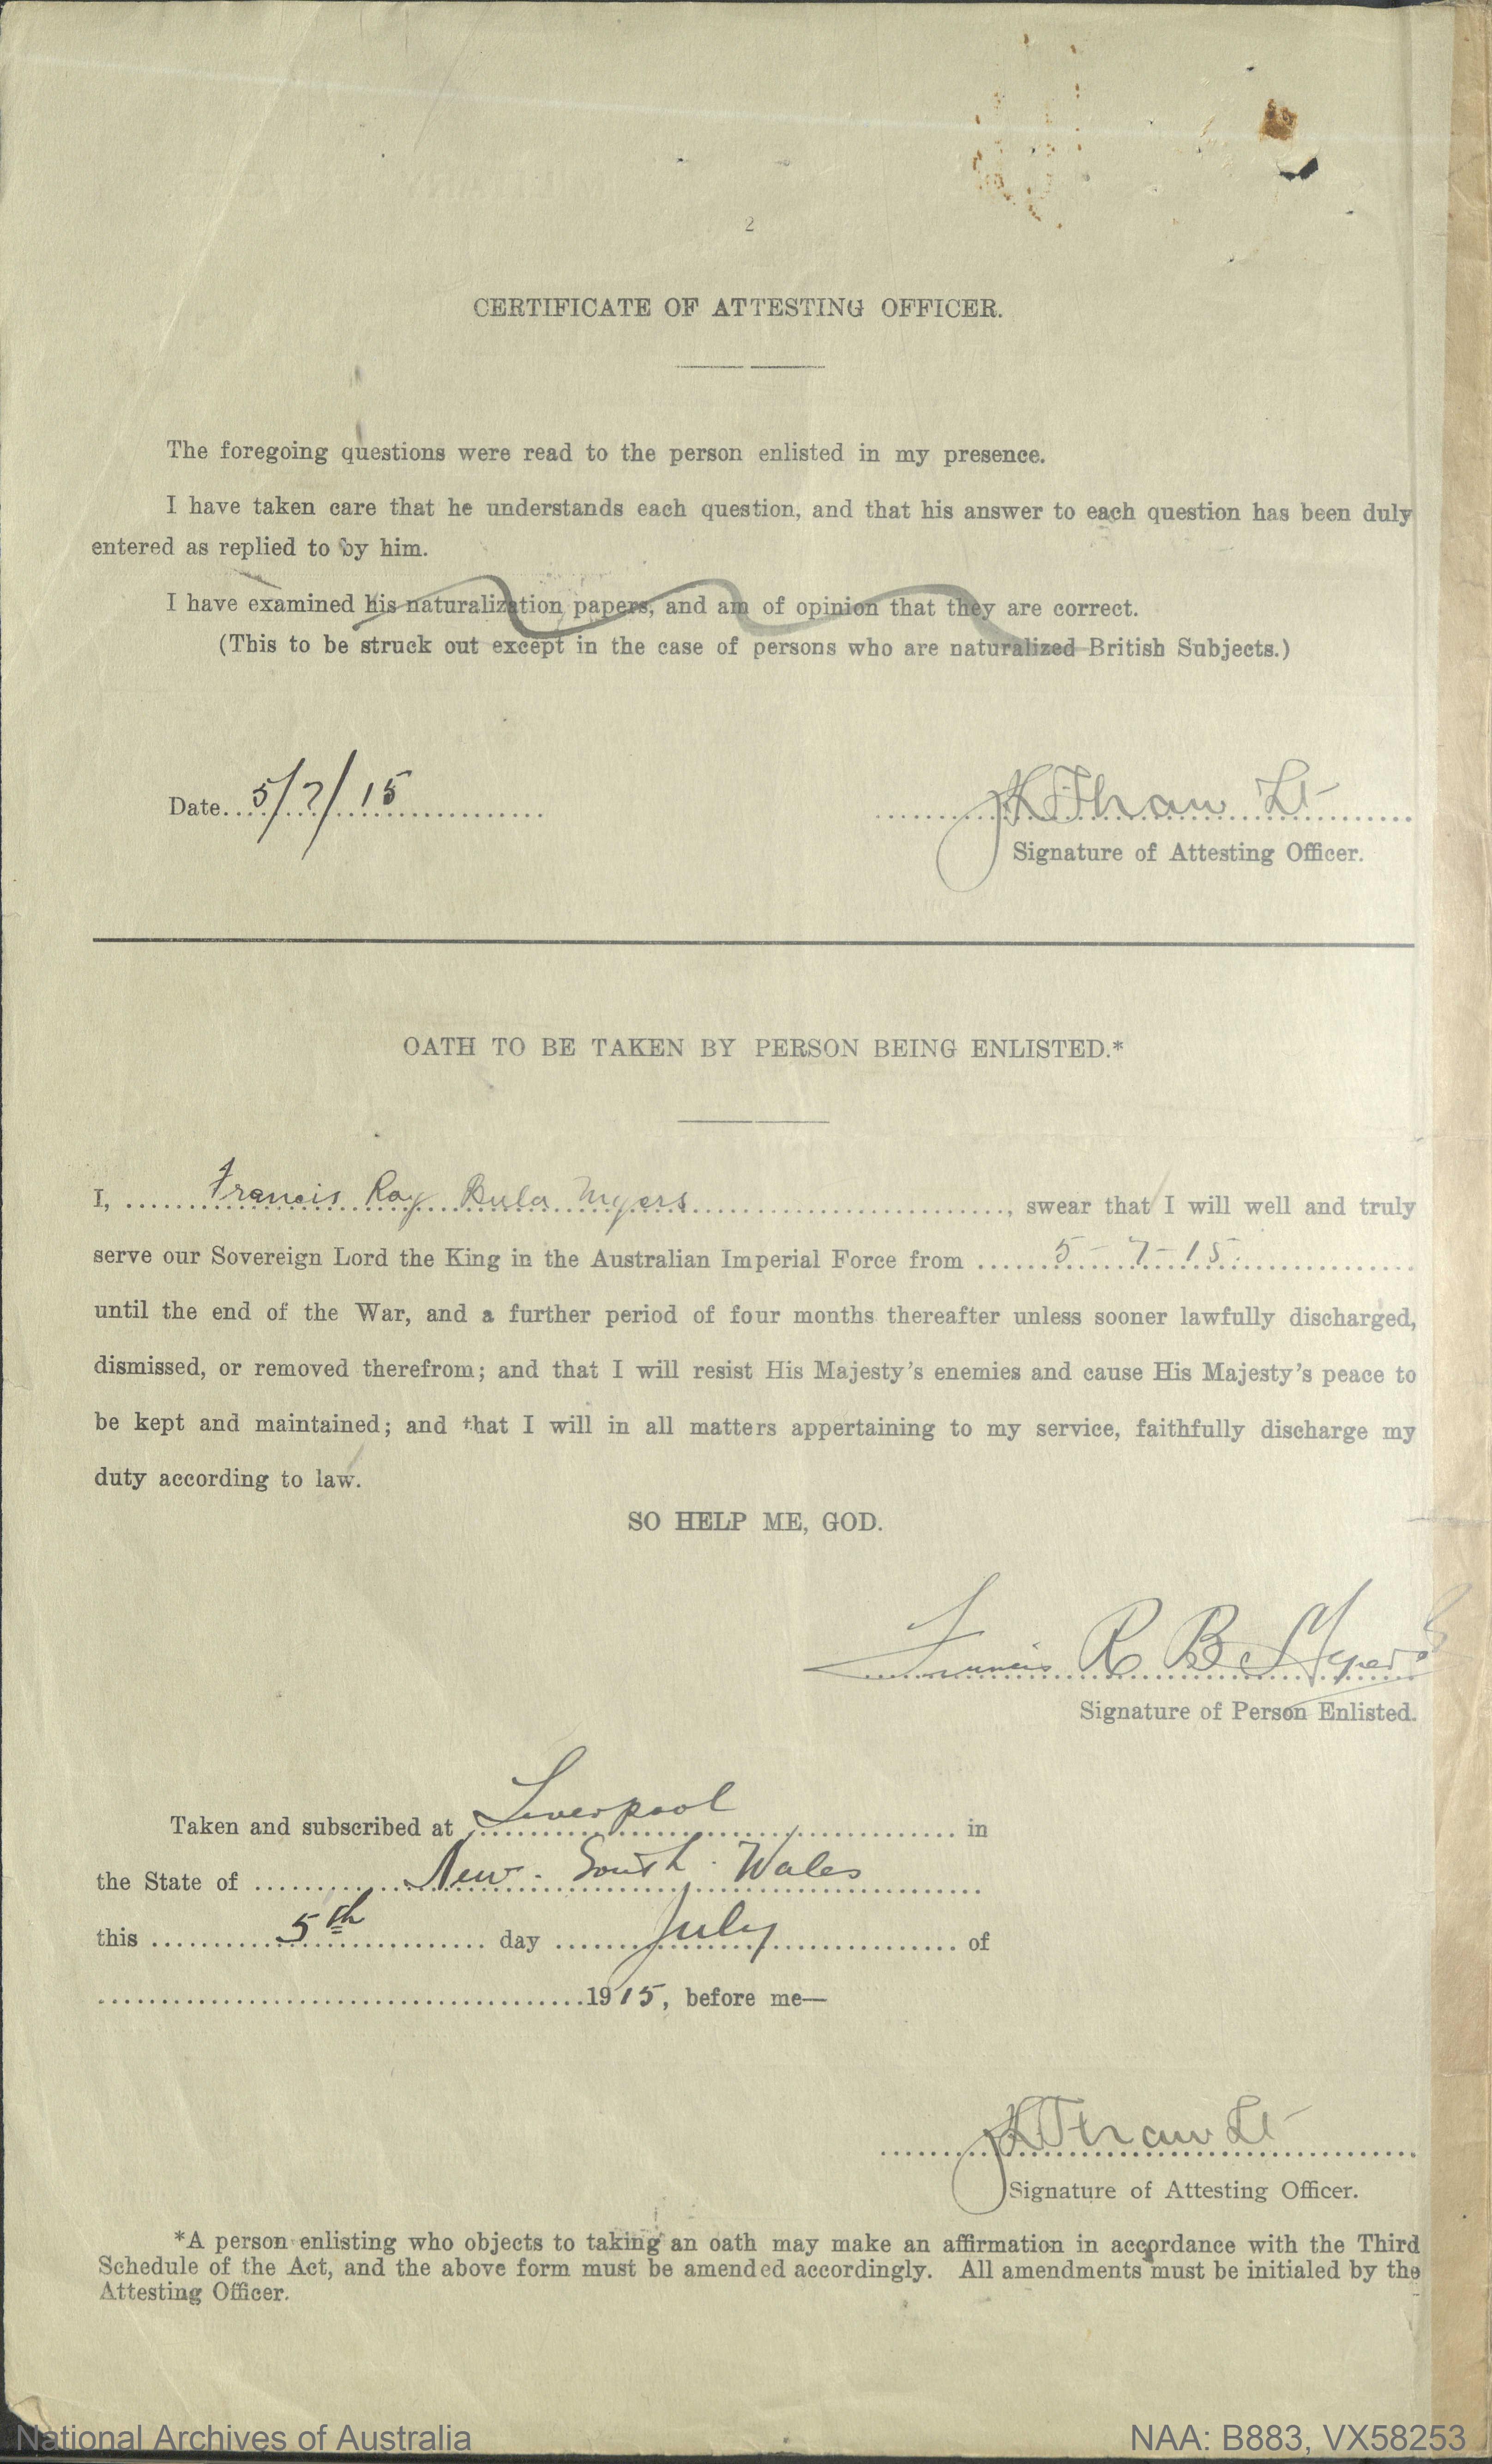 2
CERTIFICATE OF ATTESTING OFFICER.
The foregoing questions were read to the person enlisted in my presence.
I have taken care that he understands each question, and that his answer to each question has been duly
entered as replied to by him.
I have examined his naturalization papers, and am of opinion that they are correct.
(This to be struck out except in the case of persons who are naturalized British Subjects.)
Date 5/7/15
Lt
Signature of Attesting Officer.
OATH TO BE TAKEN BY PERSON BEING ENLISTED.*
I, Francis Roy Bula Myers, swear that I will well and truly
serve our Sovereign Lord the King in the Australian Imperial Force from 5-7-15.
until the end of the War, and a further period of four months thereafter unless sooner lawfully discharged,
dismissed, or removed therefrom; and that I will resist His Majesty's enemies and cause His Majesty's peace to
be kept and maintained; and that I will in all matters appertaining to my service, faithfully discharge my
duty according to law.
SO HELP ME, GOD.
Francis R B Myers
Signature of Person Enlisted.
Taken and subscribed at Liverpool in
the State of New South Wales
this 5th day July of
1915, before me—
Lt
Signature of Attesting Officer.
*A person enlisting who objects to taking an oath may make an affirmation in accordance with the Third
Schedule of the Act, and the above form must be amended accordingly. All amendments must be initialed by the
Attesting Officer.
National Archives of Australia
NAA: B883, VX58253